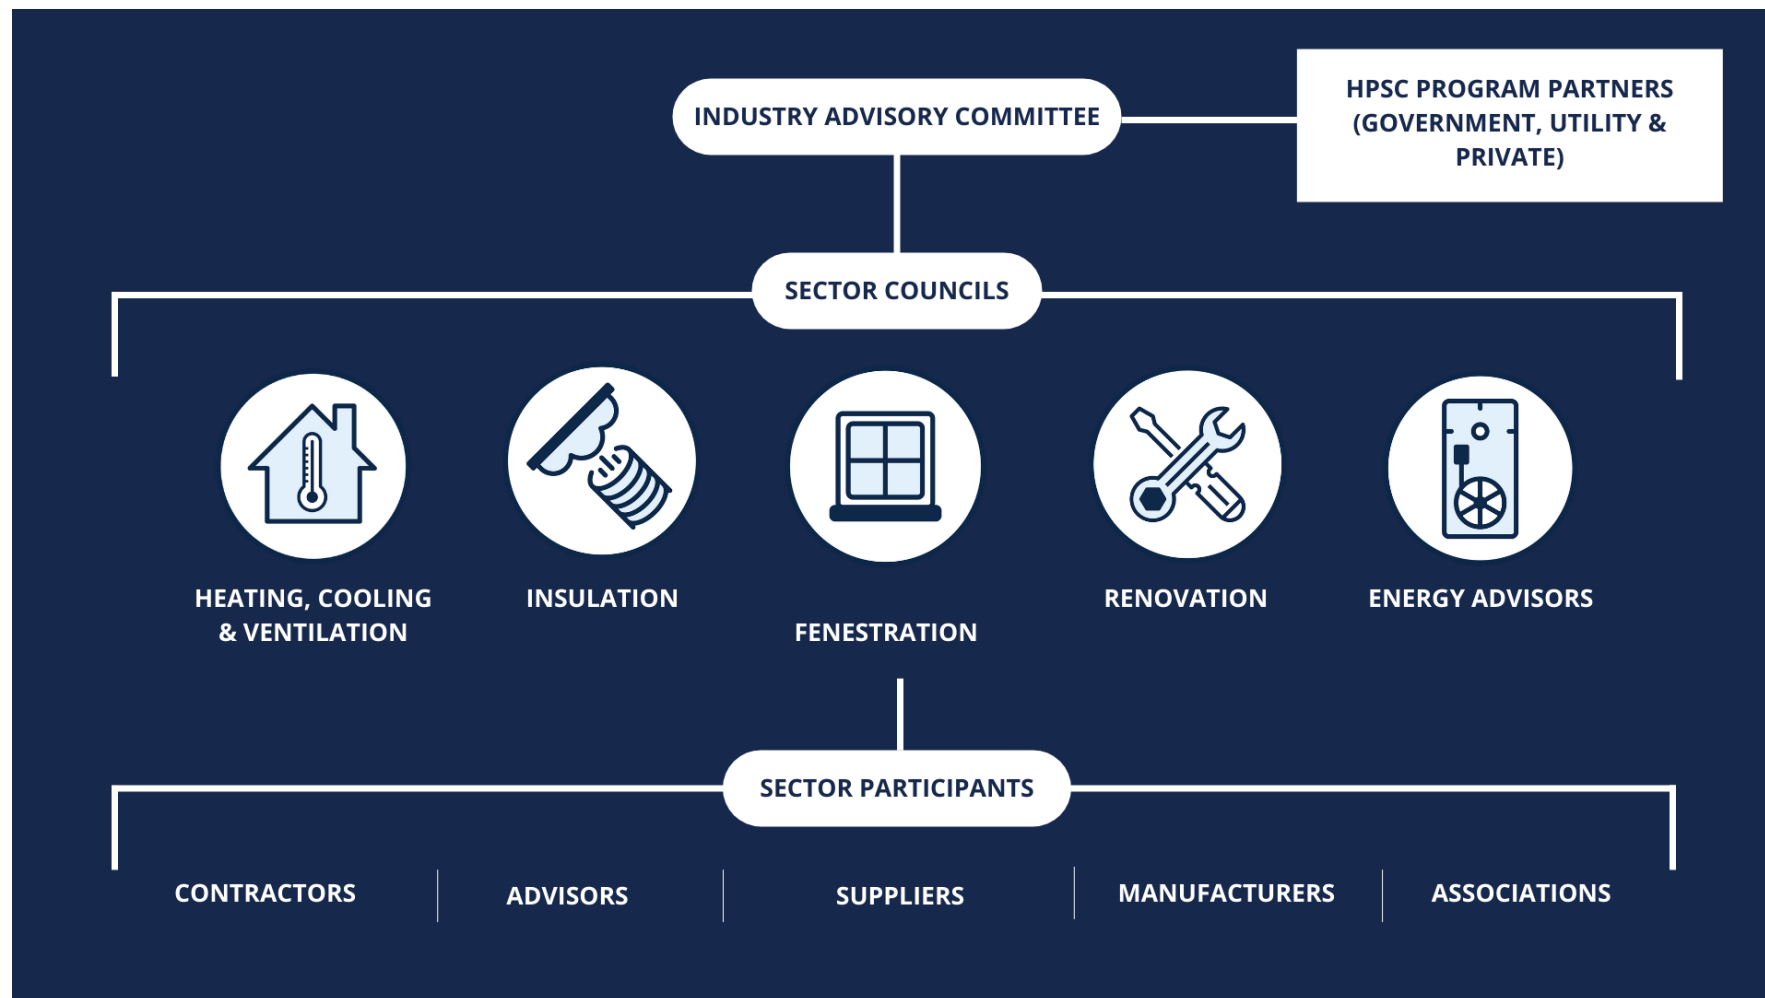 INDUSTRY ADVISORY COMMITTEE
HPSC PROGRAM PARTNERS
(GOVERNMENT, UTILITY &
PRIVATE)
SECTOR COUNCILS
HEATING, COOLING
& VENTILATION
INSULATION
FENESTRATION
RENOVATION
ENERGY ADVISORS
SECTOR PARTICIPANTS
CONTRACTORS
ADVISORS
SUPPLIERS
MANUFACTURERS
ASSOCIATIONS